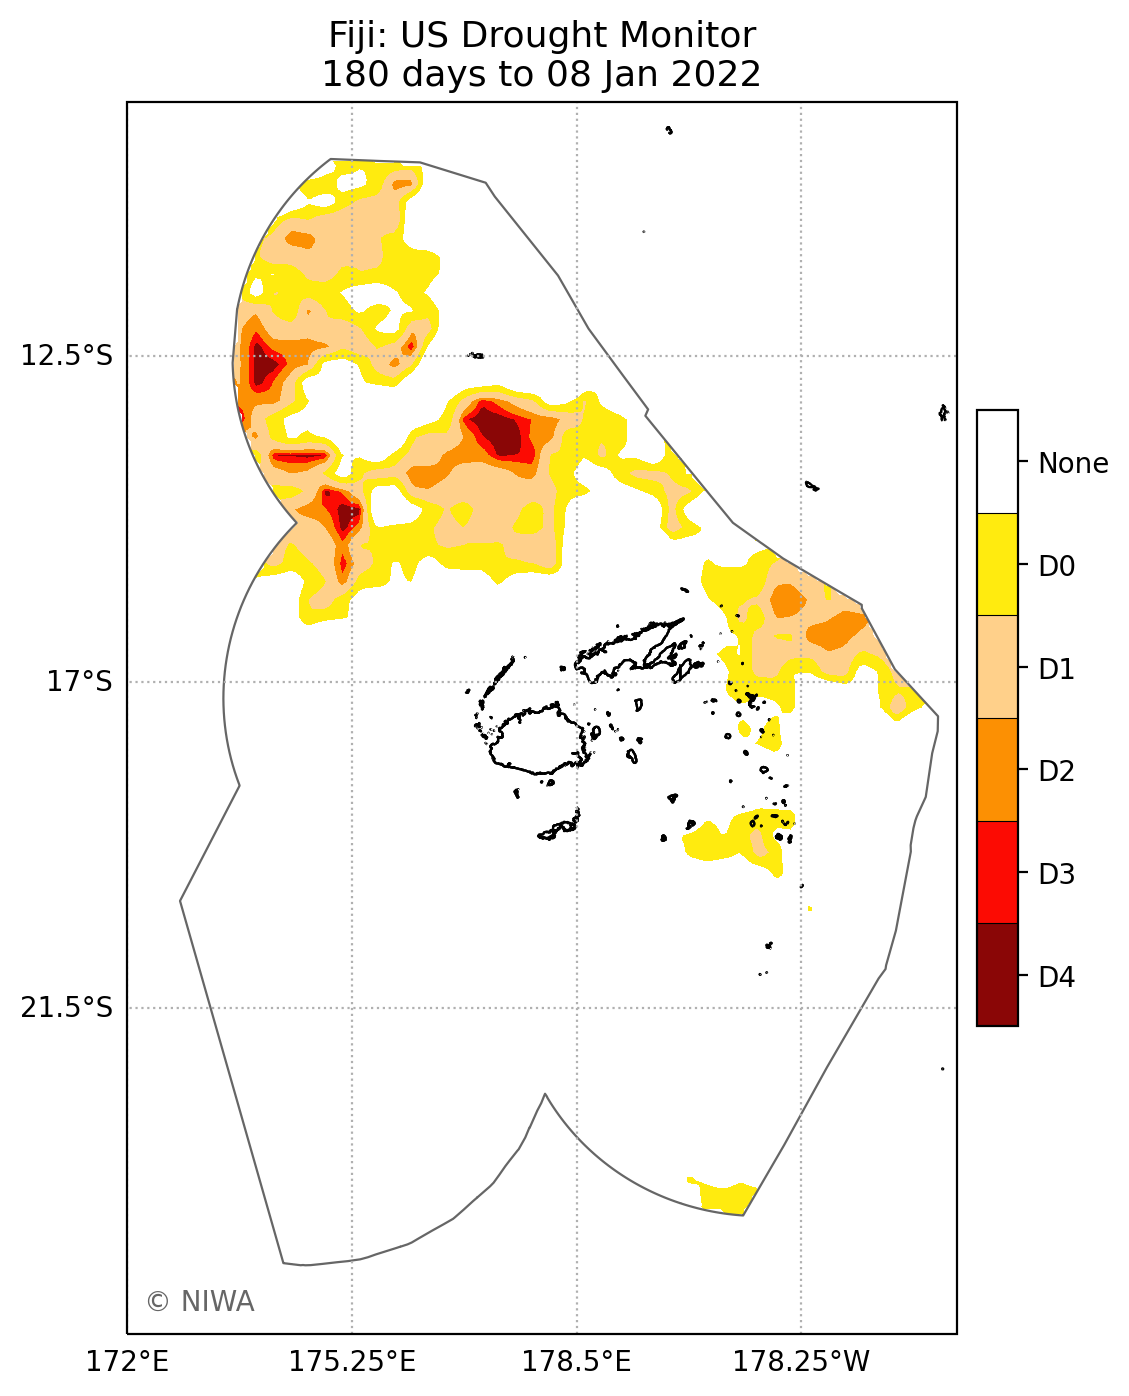 Fiji: US Drought Monitor
180 days to 08 Jan 2022
12.5°S
17°S
21.5°S
172°E
175.25°E
178.5°E
178.25°W
None
D0
D1
D2
D3
D4
© NIWA